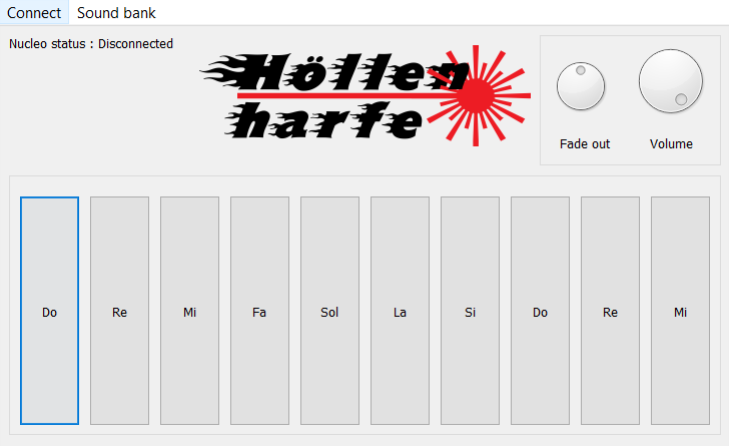 Connect Sound bank
Nucleo status : Disconnected
Höllen
harfe
Fade out Volume
Do Re Mi Fa Sol La Si Do Re Mi